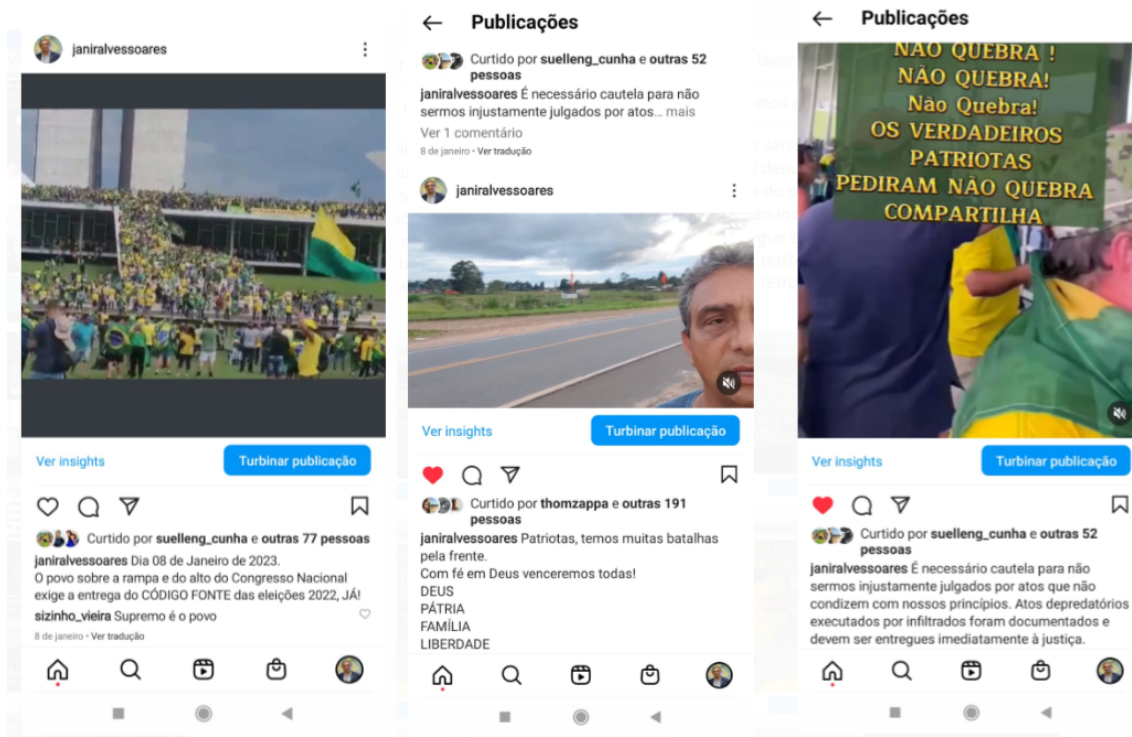 janiralvessoares
Ver insights
Turbinar publicação
Curtido por suelleng_cunha e outras 77 pessoas
janiralvessoares Dia 08 de Janeiro de 2023.
O povo sobre a rampa e do alto do Congresso Nacional
exige a entrega do CÓDIGO FONTE das eleições 2022, JÁ!
sizinho_vieira Supremo é o povo
8 de janeiro • Ver tradução
Publicações
Curtido por suelleng_cunha e outras 52
pessoas
janiralvessoares É necessário cautela para não
sermos injustamente julgados por atos... mais
Ver 1 comentário
8 de janeiro • Ver tradução
janiralvessoares
Ver insights
Turbinar publicação
Curtido por thomzappa e outras 191
pessoas
janiralvessoares Patriotas, temos muitas batalhas
pela frente.
Com fé em Deus venceremos todas!
DEUS
PÁTRIA
FAMÍLIA
LIBERDADE
Publicações
NÃO QUEBRA !
NÃO QUEBRA!
Não Quebra!
OS VERDADEIROS
PATRIOTAS
PEDIRAM NÃO QUEBRA
COMPARTILHA
Ver insights
Turbinar publicação
Curtido por suelleng_cunha e outras 52
pessoas
janiralvessoares É necessário cautela para não
sermos injustamente julgados por atos que não
condizem com nossos princípios. Atos depredatórios
executados por infiltrados foram documentados e
devem ser entregues imediatamente à justiça.